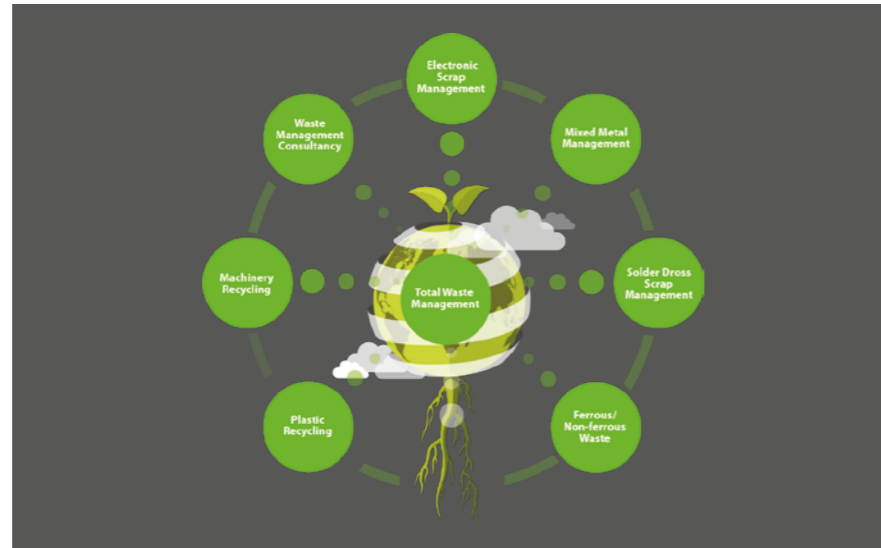 Electronic
Scrap
Management
Waste
Management
Consultancy
Mixed Metal
Management
Machinery
Recycling
Total Waste
Management
Solder Dross
Scrap
Management
Plastic
Recycling
Ferrous/
Non-ferrous
Waste